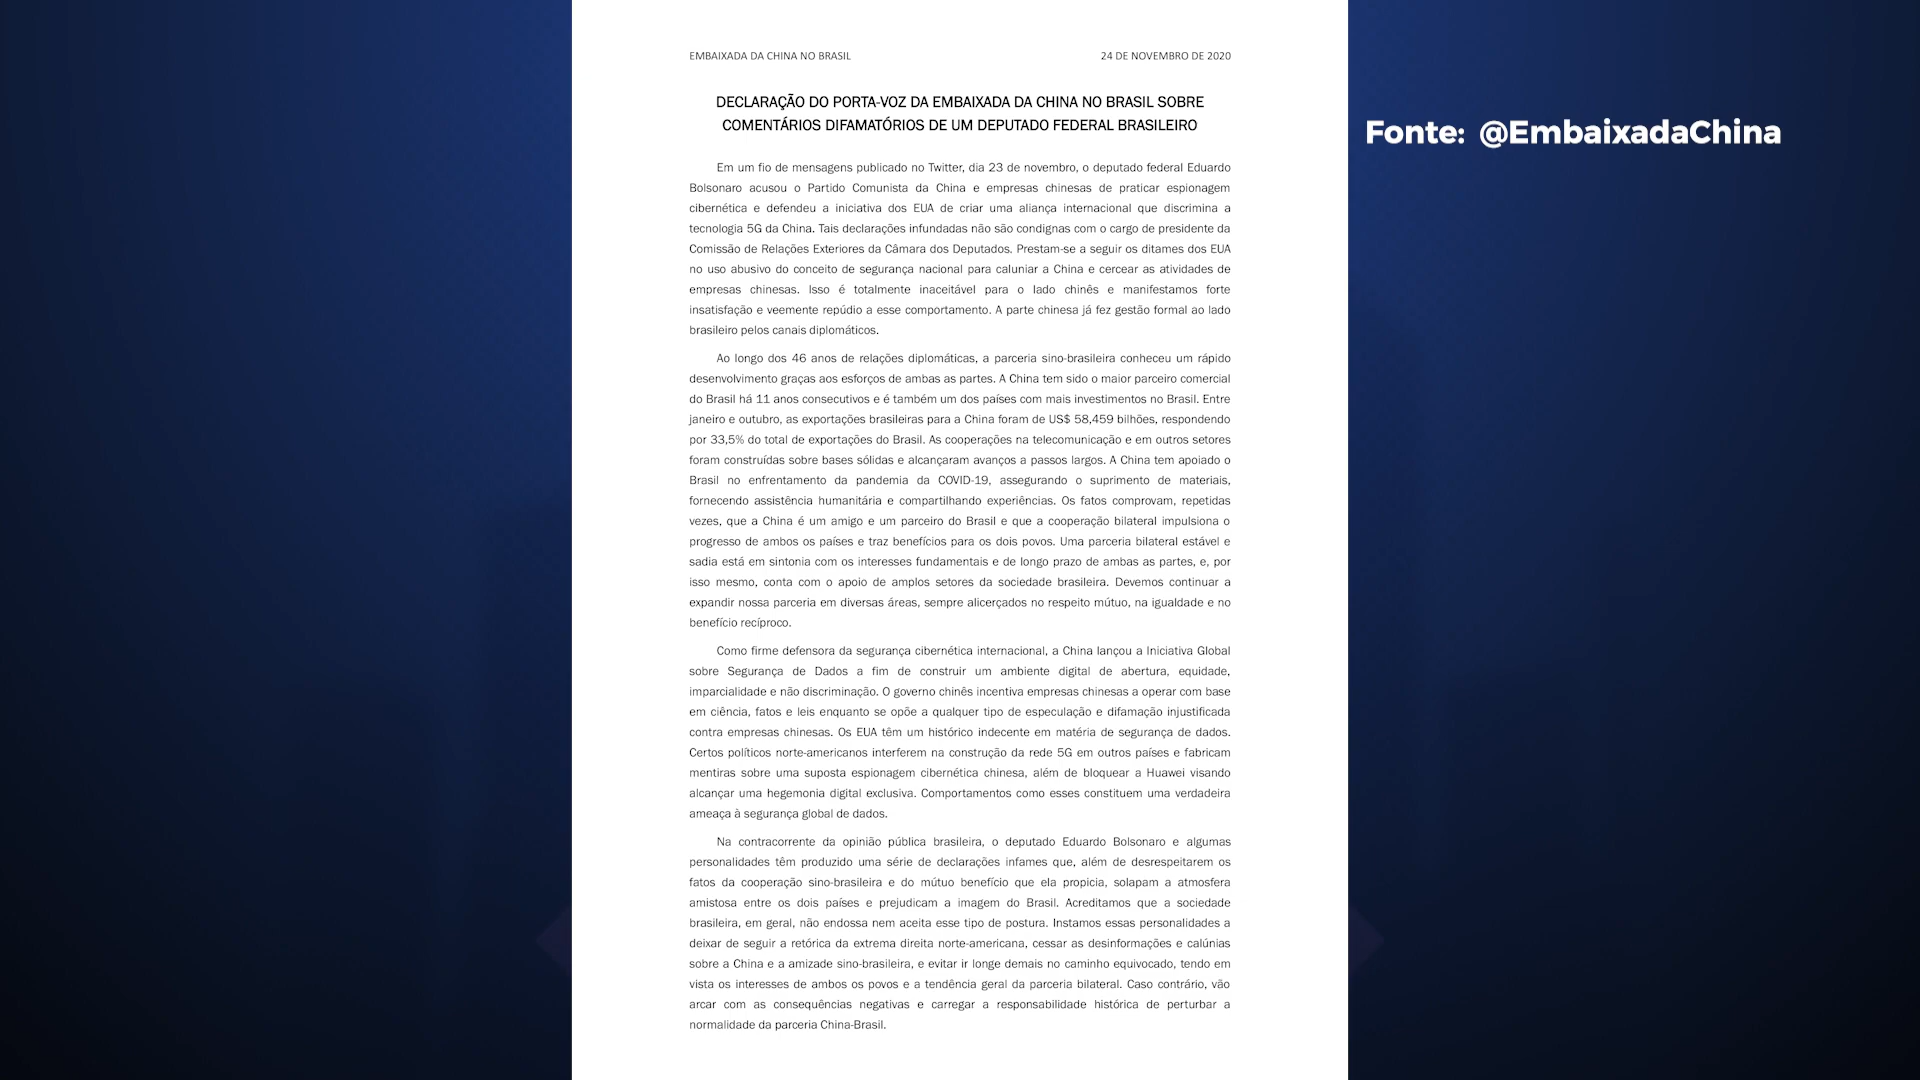 EMBAIXADA DA CHINA NO BRASIL
24 DE NOVEMBRO DE 2020
DECLARAÇÃO DO PORTA-VOZ DA EMBAIXADA DA CHINA NO BRASIL SOBRE
COMENTÁRIOS DIFAMATÓRIOS DE UM DEPUTADO FEDERAL BRASILEIRO
Fonte: @EmbaixadaChina
Em um fio de mensagens publicado no Twitter, dia 23 de novembro, o deputado federal Eduardo
Bolsonaro acusou o Partido Comunista da China e empresas chinesas de praticar espionagem
cibernética e defendeu a iniciativa dos EUA de criar uma aliança internacional que discrimina a
tecnologia 5G da China. Tais declarações infundadas não são condignas com o cargo de presidente da
Comissão de Relações Exteriores da Câmara dos Deputados. Prestam-se a seguir os ditames dos EUA
no uso abusivo do conceito de segurança nacional para caluniar a China e cercear as atividades de
empresas chinesas. Isso é totalmente inaceitável para o lado chinês e manifestamos forte
insatisfação e veemente repúdio a esse comportamento. A parte chinesa já fez gestão formal ao lado
brasileiro pelos canais diplomáticos.
Ao longo dos 46 anos de relações diplomáticas, a parceria sino-brasileira conheceu um rápido
desenvolvimento graças aos esforços de ambas as partes. A China tem sido o maior parceiro comercial
do Brasil há 11 anos consecutivos e é também um dos países com mais investimentos no Brasil. Entre
janeiro e outubro, as exportações brasileiras para a China foram de US$ 58,459 bilhões, respondendo
por 33,5% do total de exportações do Brasil. As cooperações na telecomunicação e em outros setores
foram construídas sobre bases sólidas e alcançaram avanços a passos largos. A China tem apoiado o
Brasil no enfrentamento da pandemia da COVID-19, assegurando o suprimento de materiais,
fornecendo assistência humanitária e compartilhando experiências. Os fatos comprovam, repetidas
vezes, que a China é um amigo e um parceiro do Brasil e que a cooperação bilateral impulsiona o
progresso de ambos os países e traz benefícios para os dois povos. Uma parceria bilateral estável e
sadia está em sintonia com os interesses fundamentais e de longo prazo de ambas as partes, e, por
isso mesmo, conta com o apoio de amplos setores da sociedade brasileira. Devemos continuar a
expandir nossa parceria em diversas áreas, sempre alicerçados no respeito mútuo, na igualdade e no
benefício recíproco.
Como firme defensora da segurança cibernética internacional, a China lançou a Iniciativa Global
sobre Segurança de Dados a fim de construir um ambiente digital de abertura, equidade,
imparcialidade e não discriminação. O governo chinês incentiva empresas chinesas a operar com base
em ciência, fatos e leis enquanto se opõe a qualquer tipo de especulação e difamação injustificada
contra empresas chinesas. Os EUA têm um histórico indecente em matéria de segurança de dados.
Certos políticos norte-americanos interferem na construção da rede 5G em outros países e fabricam
mentiras sobre uma suposta espionagem cibernética chinesa, além de bloquear a Huawei visando
alcançar uma hegemonia digital exclusiva. Comportamentos como esses constituem uma verdadeira
ameaça à segurança global de dados.
Na contracorrente da opinião pública brasileira, o deputado Eduardo Bolsonaro e algumas
personalidades têm produzido uma série de declarações infames que, além de desrespeitarem os
fatos da cooperação sino-brasileira e do mútuo benefício que ela propicia, solapam a atmosfera
amistosa entre os dois países e prejudicam a imagem do Brasil. Acreditamos que a sociedade
brasileira, em geral, não endossa nem aceita esse tipo de postura. Instamos essas personalidades a
deixar de seguir a retórica da extrema direita norte-americana, cessar as desinformações e calúnias
sobre a China e a amizade sino-brasileira, e evitar ir longe demais no caminho equivocado, tendo em
vista os interesses de ambos os povos e a tendência geral da parceria bilateral. Caso contrário, vão
arcar com as consequências negativas e carregar a responsabilidade histórica de perturbar a
normalidade da parceria China-Brasil.